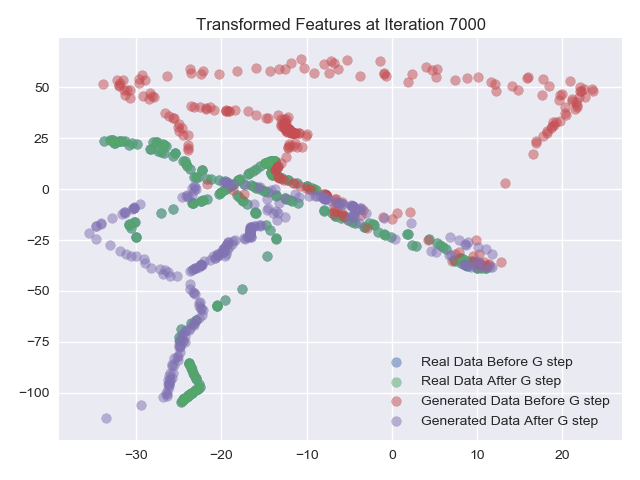 Transformed Features at Iteration 7000
50
25
0
−25
−50
−75
−100
Real Data Before G step
Real Data After G step
Generated Data Before G step
Generated Data After G step
−30 −20 −10 0 10 20